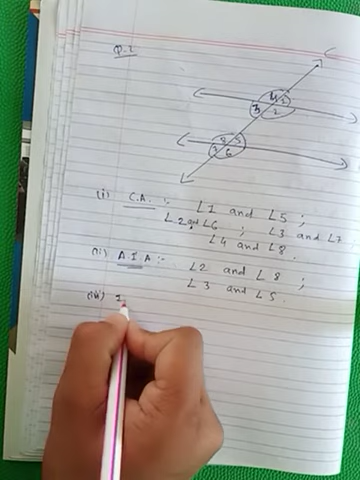 Q.2
C
4 1
3 2
8 5
7 6
(i) C.A. :- ∠1 and ∠5 ;
∠2 and ∠6 ; ∠3 and ∠7
∠4 and ∠8.
(ii) A I A :- ∠2 and ∠8 ;
∠3 and ∠5.
(iii) I